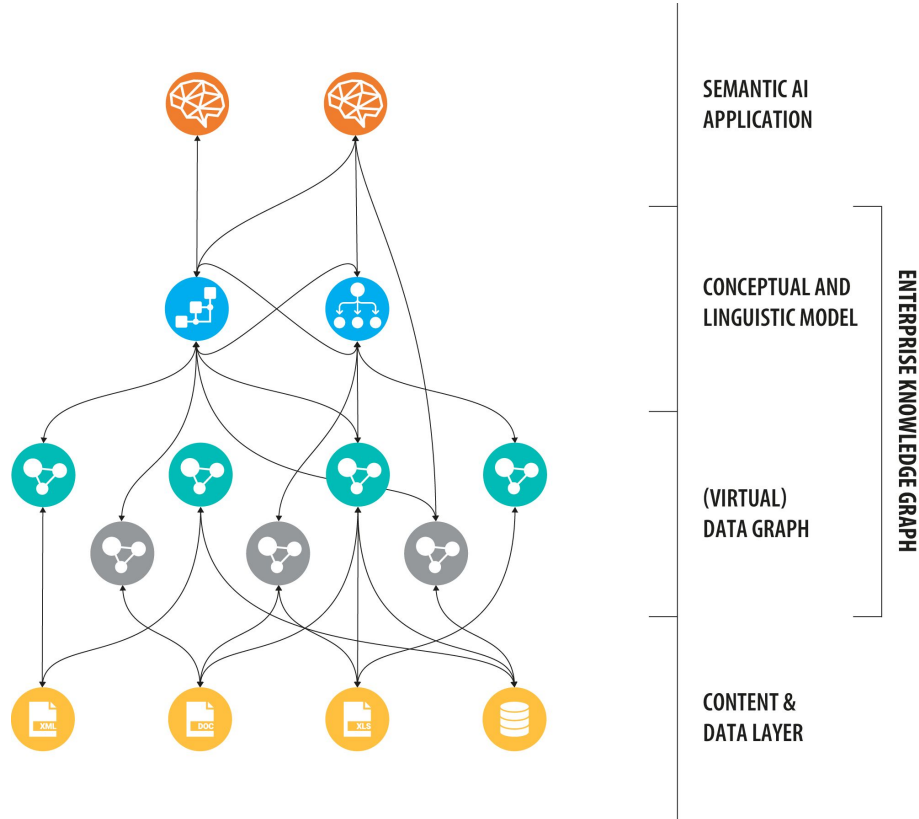 SEMANTIC AI
APPLICATION
CONCEPTUAL AND
LINGUISTIC MODEL
ENTERPRISE KNOWLEDGE GRAPH
(VIRTUAL)
DATA GRAPH
XML
DOC
XLS
CONTENT &
DATA LAYER